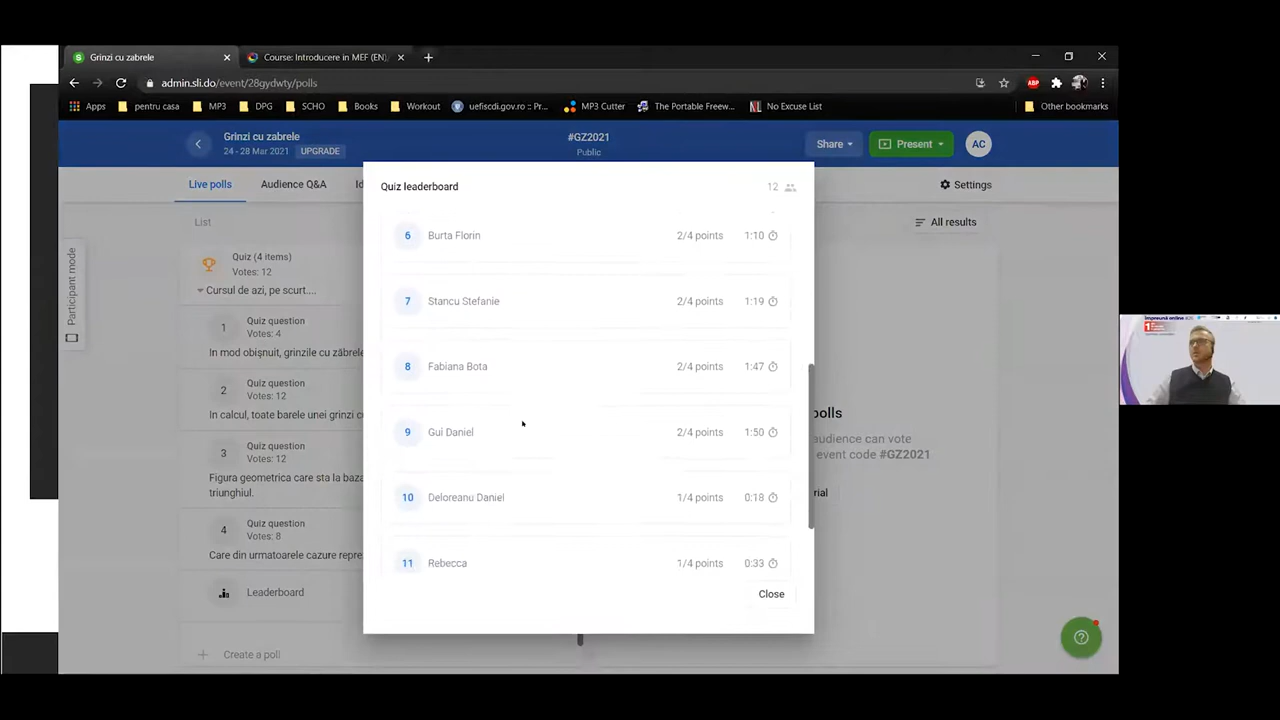 Grinzi cu zabrele
Course: Introducere in MEF (EN)
admin.sli.do/event/28gydwty/polls
ABP
Apps pentru casa MP3 DPG SCHO Books Workout uefiscdi.gov.ro :: Pr... MP3 Cutter The Portable Freew... No Excuse List Other bookmarks
Grinzi cu zabrele
24 - 28 Mar 2021 UPGRADE
#GZ2021
Public
Share Present AC
Live polls Audience Q&A Id Settings
List All results
Participant mode
Quiz (4 items)
Votes: 12
Cursul de azi, pe scurt....
1 Quiz question
Votes: 4
In mod obișnuit, grinzile cu zăbrele
2 Quiz question
Votes: 12
In calcul, toate barele unei grinzi c
3 Quiz question
Votes: 12
Figura geometrica care sta la baza
triunghiul.
4 Quiz question
Votes: 8
Care din urmatoarele cazuri repre
Leaderboard
Create a poll
Quiz leaderboard 12
6 Burta Florin 2/4 points 1:10
7 Stancu Stefanie 2/4 points 1:19
8 Fabiana Bota 2/4 points 1:47
9 Gui Daniel 2/4 points 1:50
10 Deloreanu Daniel 1/4 points 0:18
11 Rebecca 1/4 points 0:33
Close
polls
audience can vote
event code #GZ2021
rial
împreună online
1